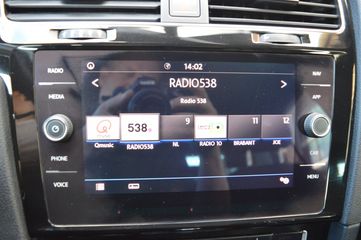 14:02
RADIO
NAV
< RADIO538 >
MEDIA
APP
Radio 538
538
9
11
12
PHONE
CAR
Qmusic
RADIO538
NL
RADIO 10
BRABANT
JOE
VOICE
MENU